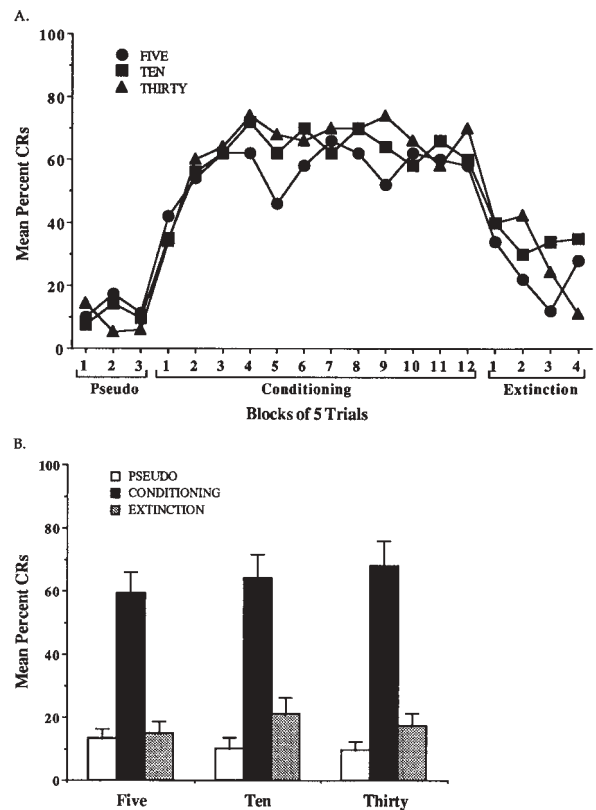 A.
100
80
60
40
20
0
Mean Percent CRs
FIVE
TEN
THIRTY
1 2 3 1 2 3 4 5 6 7 8 9 10 11 12 1 2 3 4
Pseudo Conditioning Extinction
Blocks of 5 Trials
B.
100
80
60
40
20
0
Mean Percent CRs
PSEUDO
CONDITIONING
EXTINCTION
Five Ten Thirty